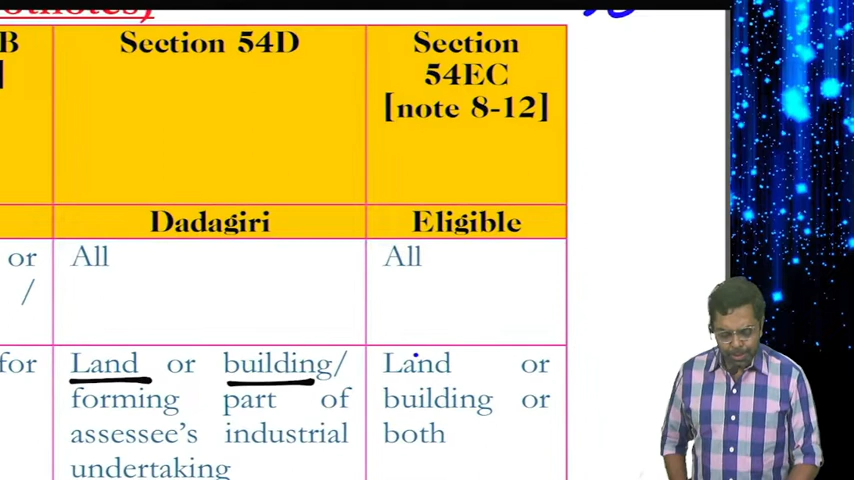 footnotes)
B
]
Section 54D
Section
54EC
[note 8-12]
Dadagiri
Eligible
or
/
All
All
for
Land or building/
forming part of
assessee's industrial
undertaking
Land or
building or
both